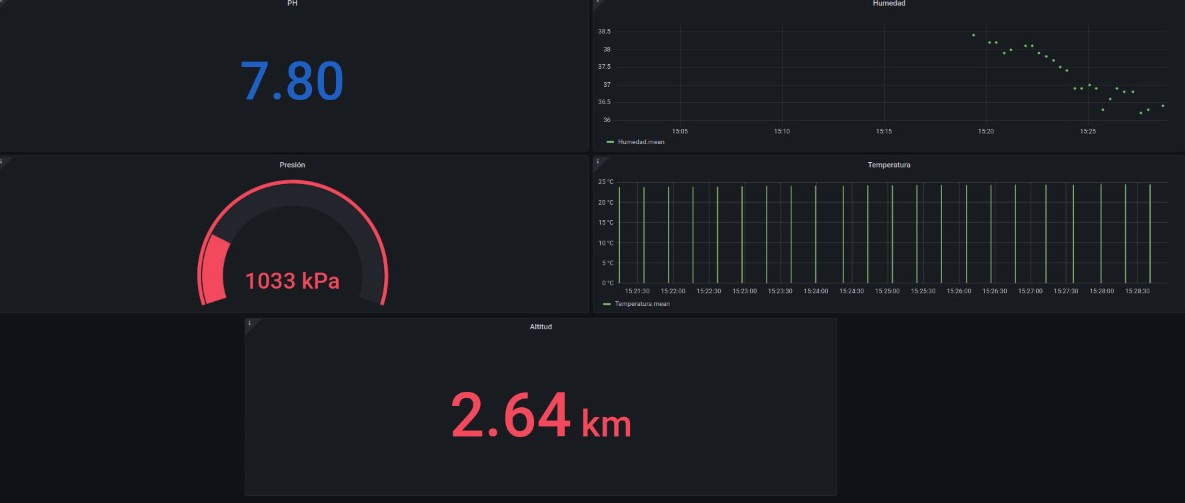 PH
7.80
Humedad
38.5
38
37.5
37
36.5
36
15:05 15:10 15:15 15:20 15:25
Humedad.mean
Presión
1033 kPa
Temperatura
25 °C
20 °C
15 °C
10 °C
5 °C
0 °C
15:21:30 15:22:00 15:22:30 15:23:00 15:23:30 15:24:00 15:24:30 15:25:00 15:25:30 15:26:00 15:26:30 15:27:00 15:27:30 15:28:00 15:28:30
Temperatura.mean
Altitud
2.64 km